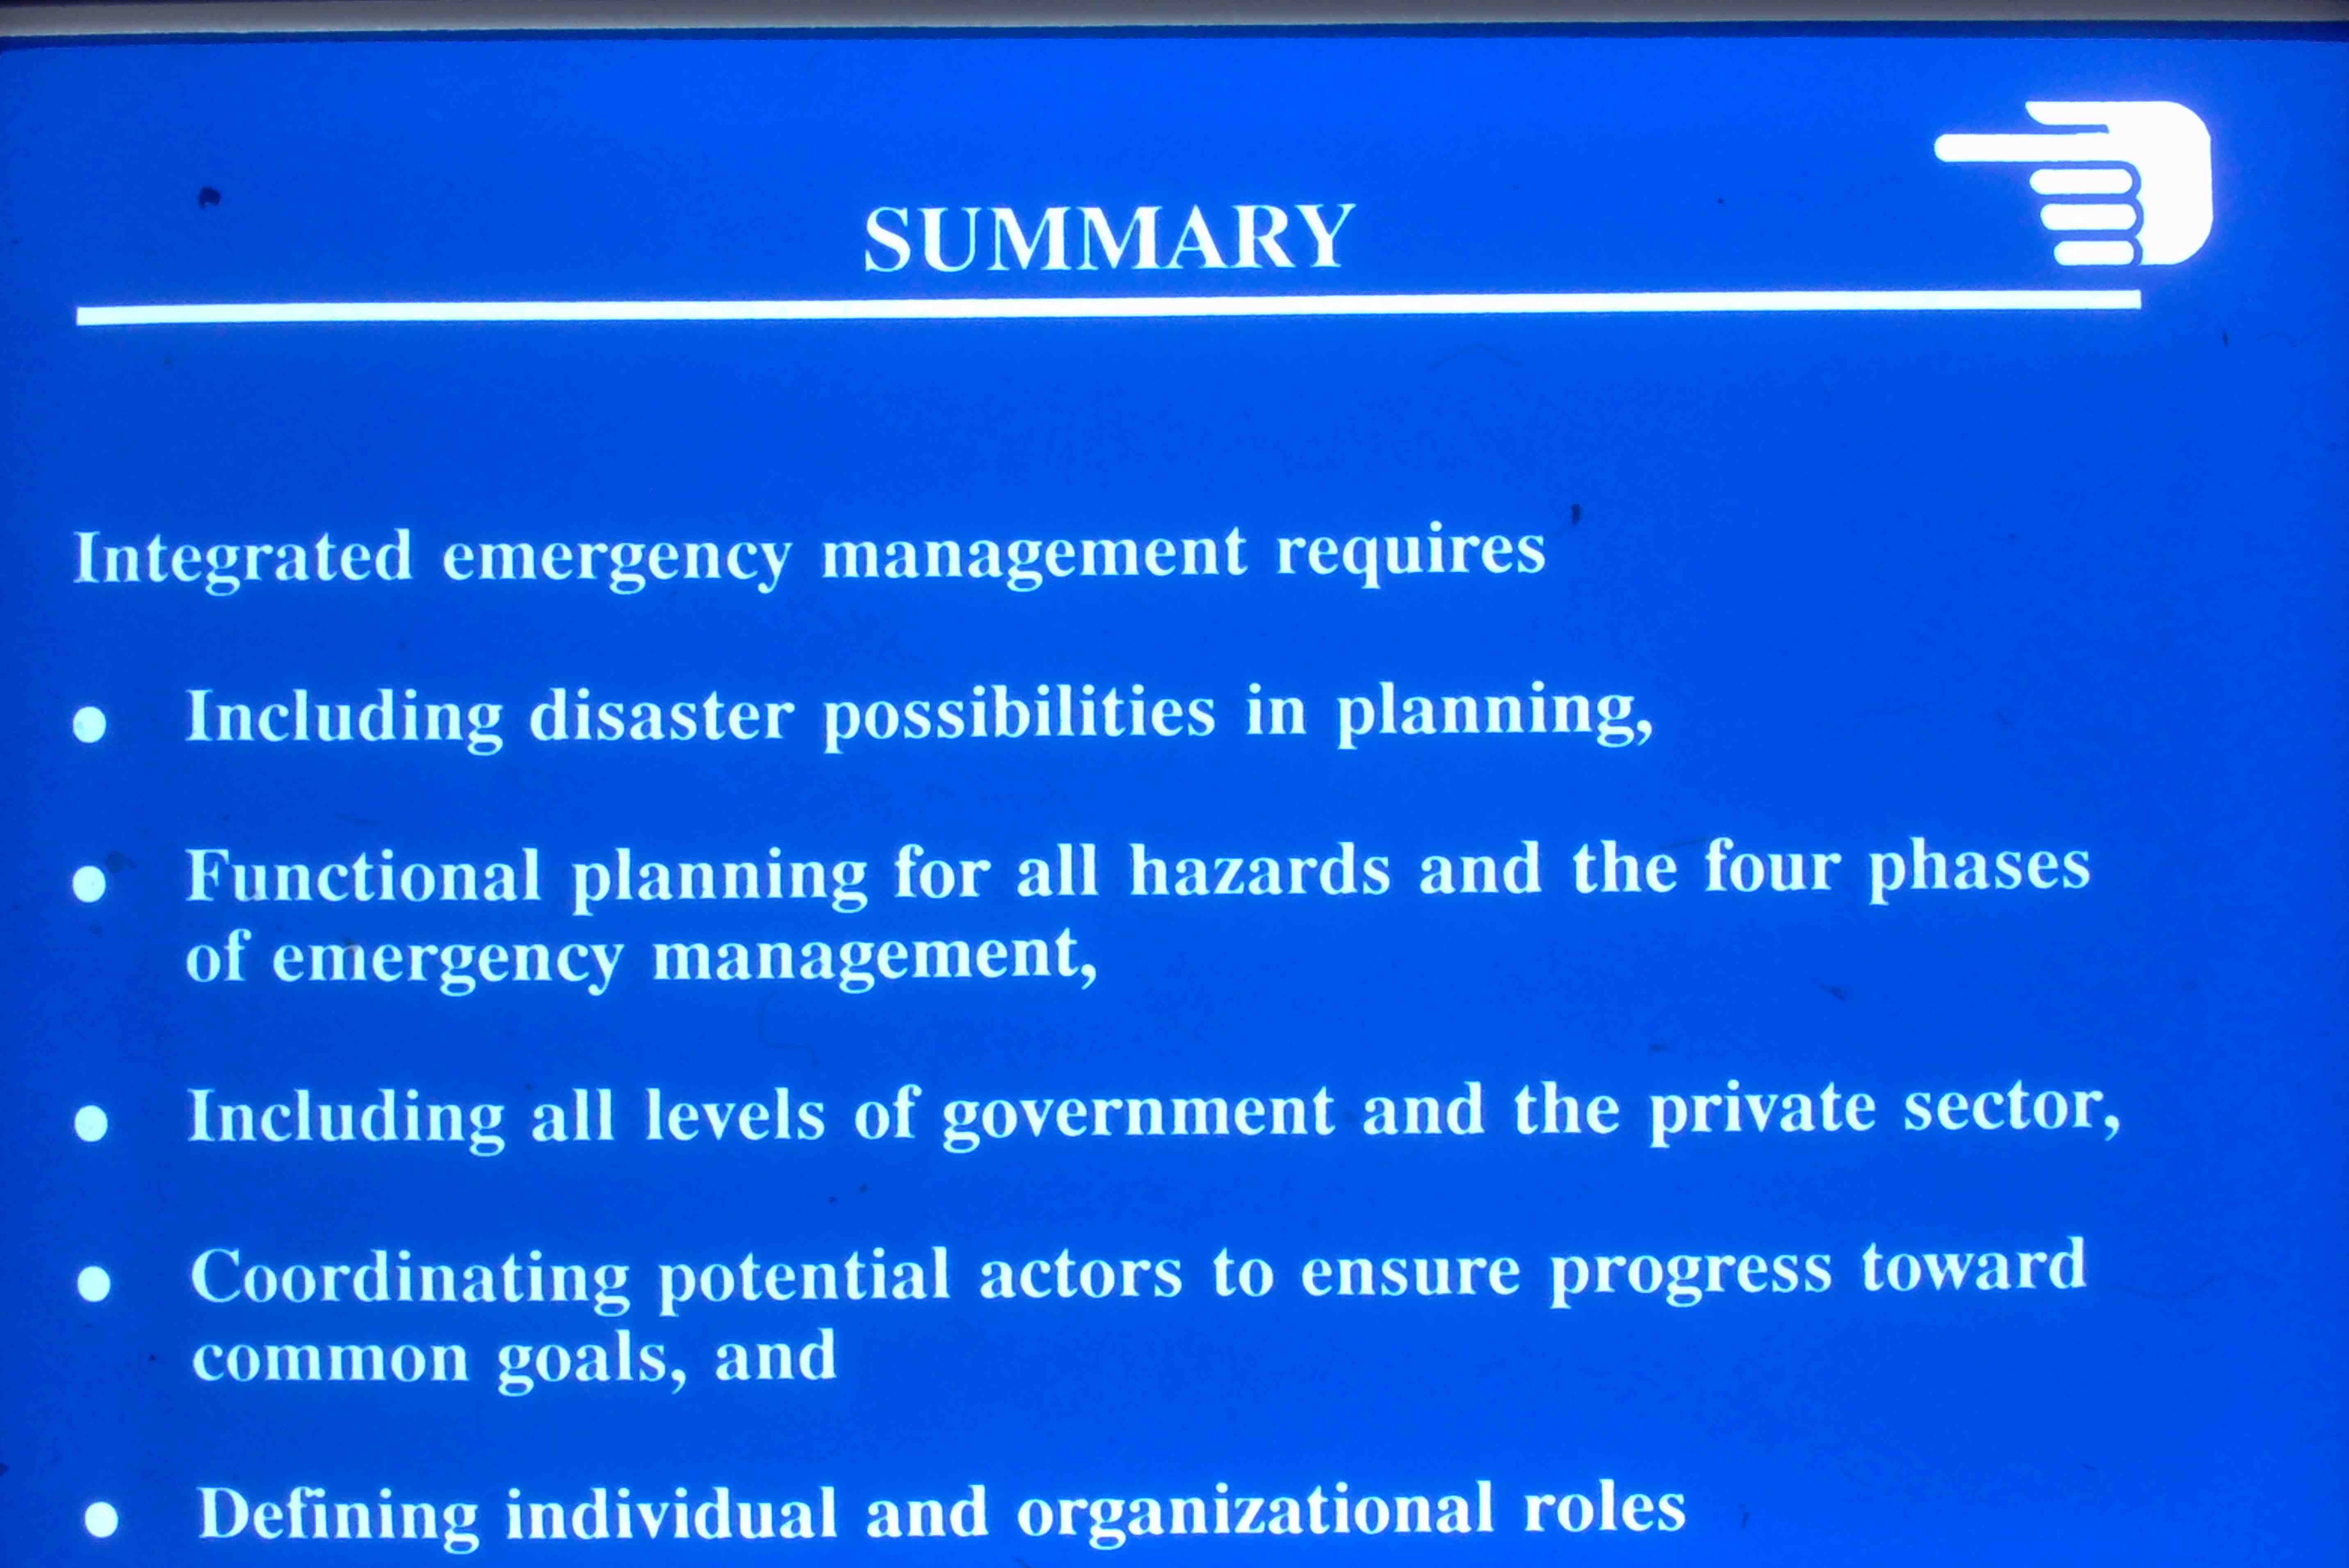 SUMMARY
Integrated emergency management requires
● Including disaster possibilities in planning,
● Functional planning for all hazards and the four phases
of emergency management,
● Including all levels of government and the private sector,
● Coordinating potential actors to ensure progress toward
common goals, and
● Defining individual and organizational roles